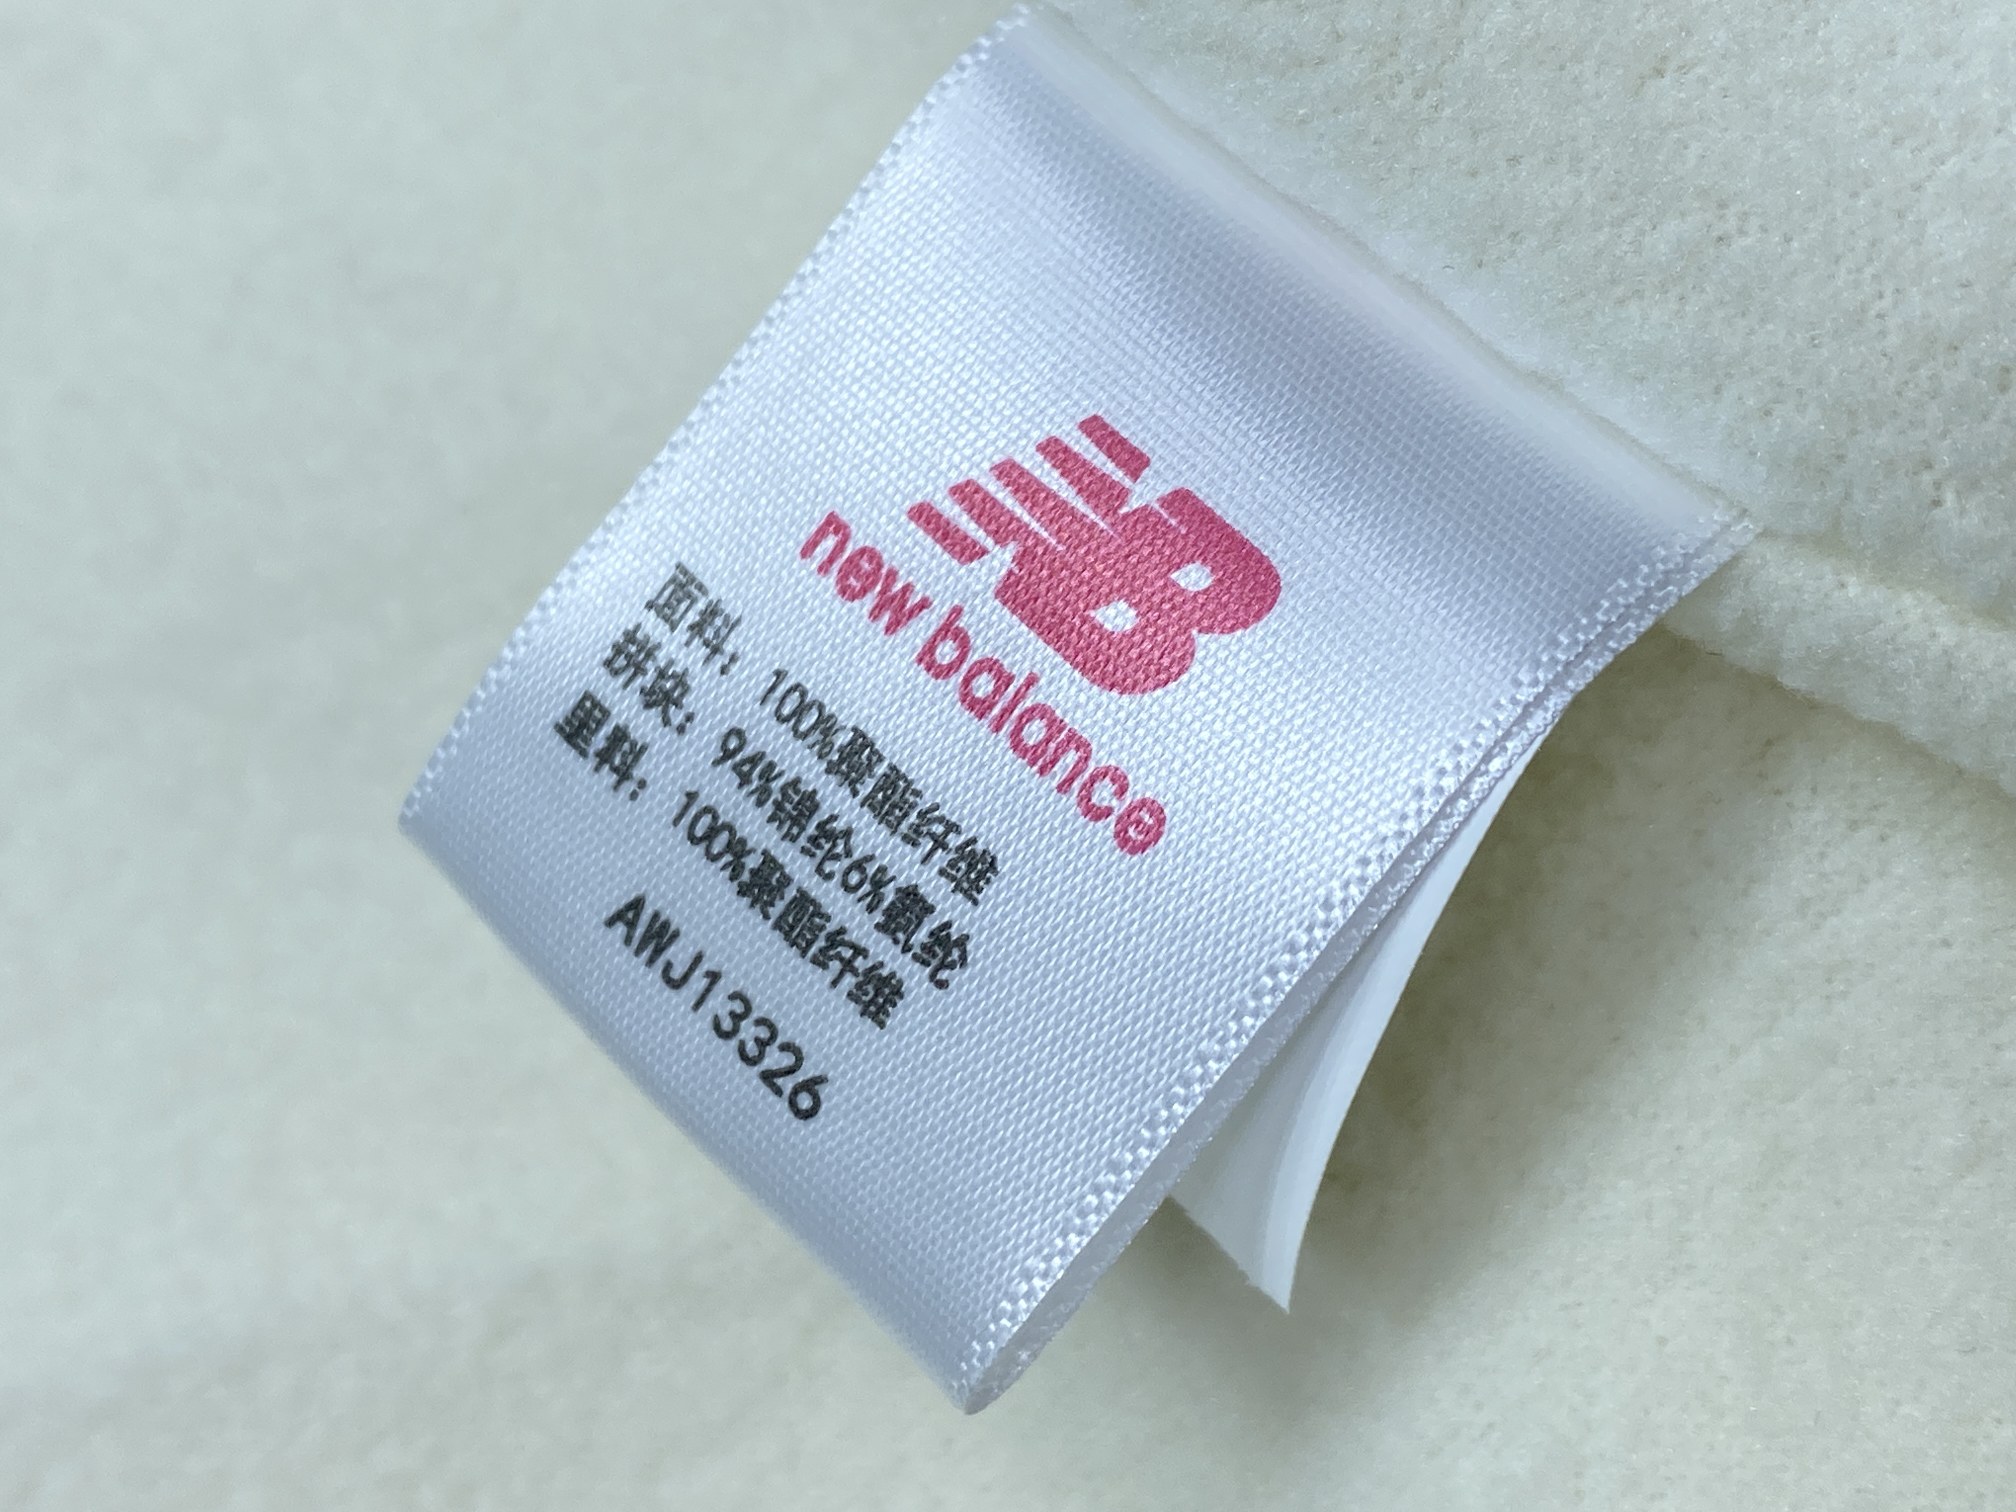 NB
new balance
面料：100%聚酯纤维
拼块：94%锦纶6%氨纶
里料：100%聚酯纤维
AWJ13326